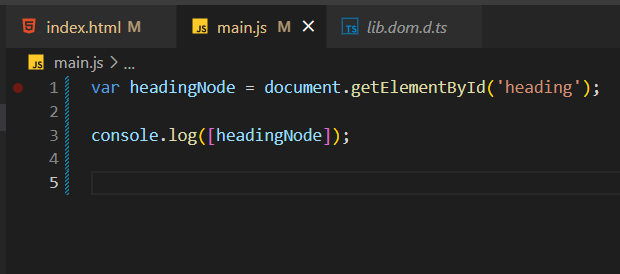 index.html M main.js M lib.dom.d.ts
JS main.js > ...
1 var headingNode = document.getElementById('heading');
2
3 console.log([headingNode]);
4
5